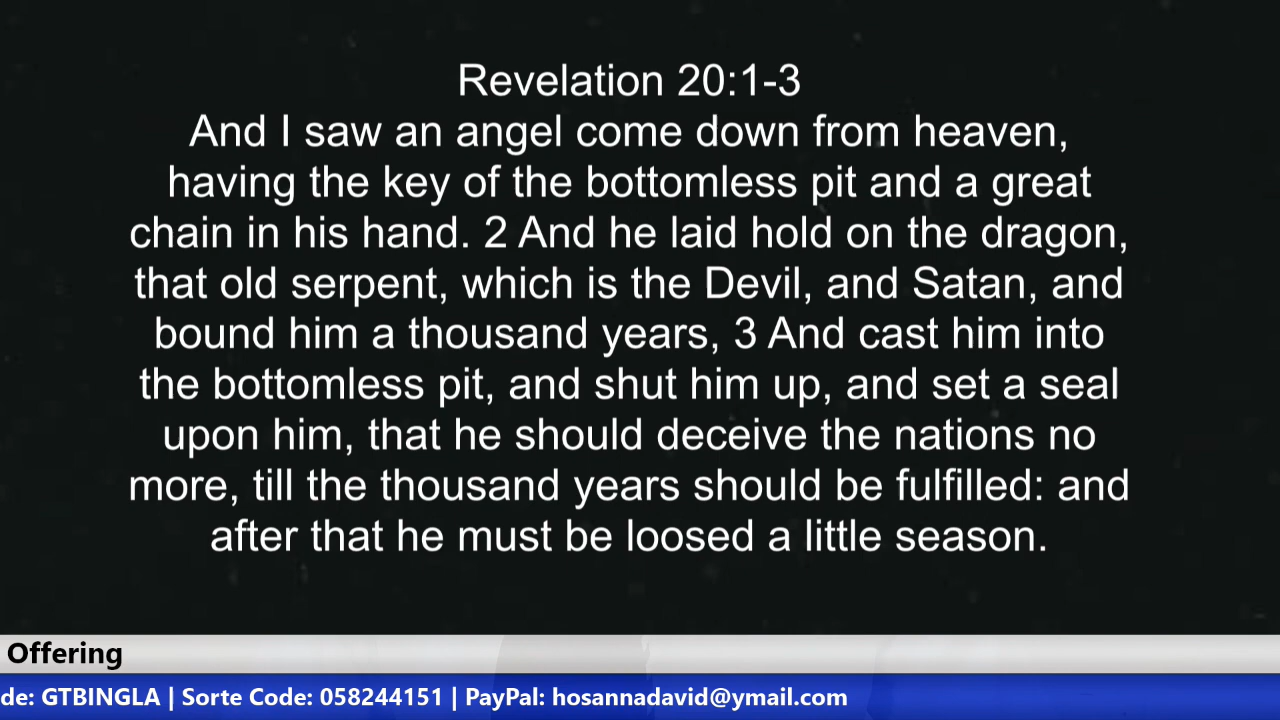 Revelation 20:1-3
And I saw an angel come down from heaven,
having the key of the bottomless pit and a great
chain in his hand. 2 And he laid hold on the dragon,
that old serpent, which is the Devil, and Satan, and
bound him a thousand years, 3 And cast him into
the bottomless pit, and shut him up, and set a seal
upon him, that he should deceive the nations no
more, till the thousand years should be fulfilled: and
after that he must be loosed a little season.
Offering
de: GTBINGLA | Sorte Code: 058244151 | PayPal: hosannadavid@ymail.com